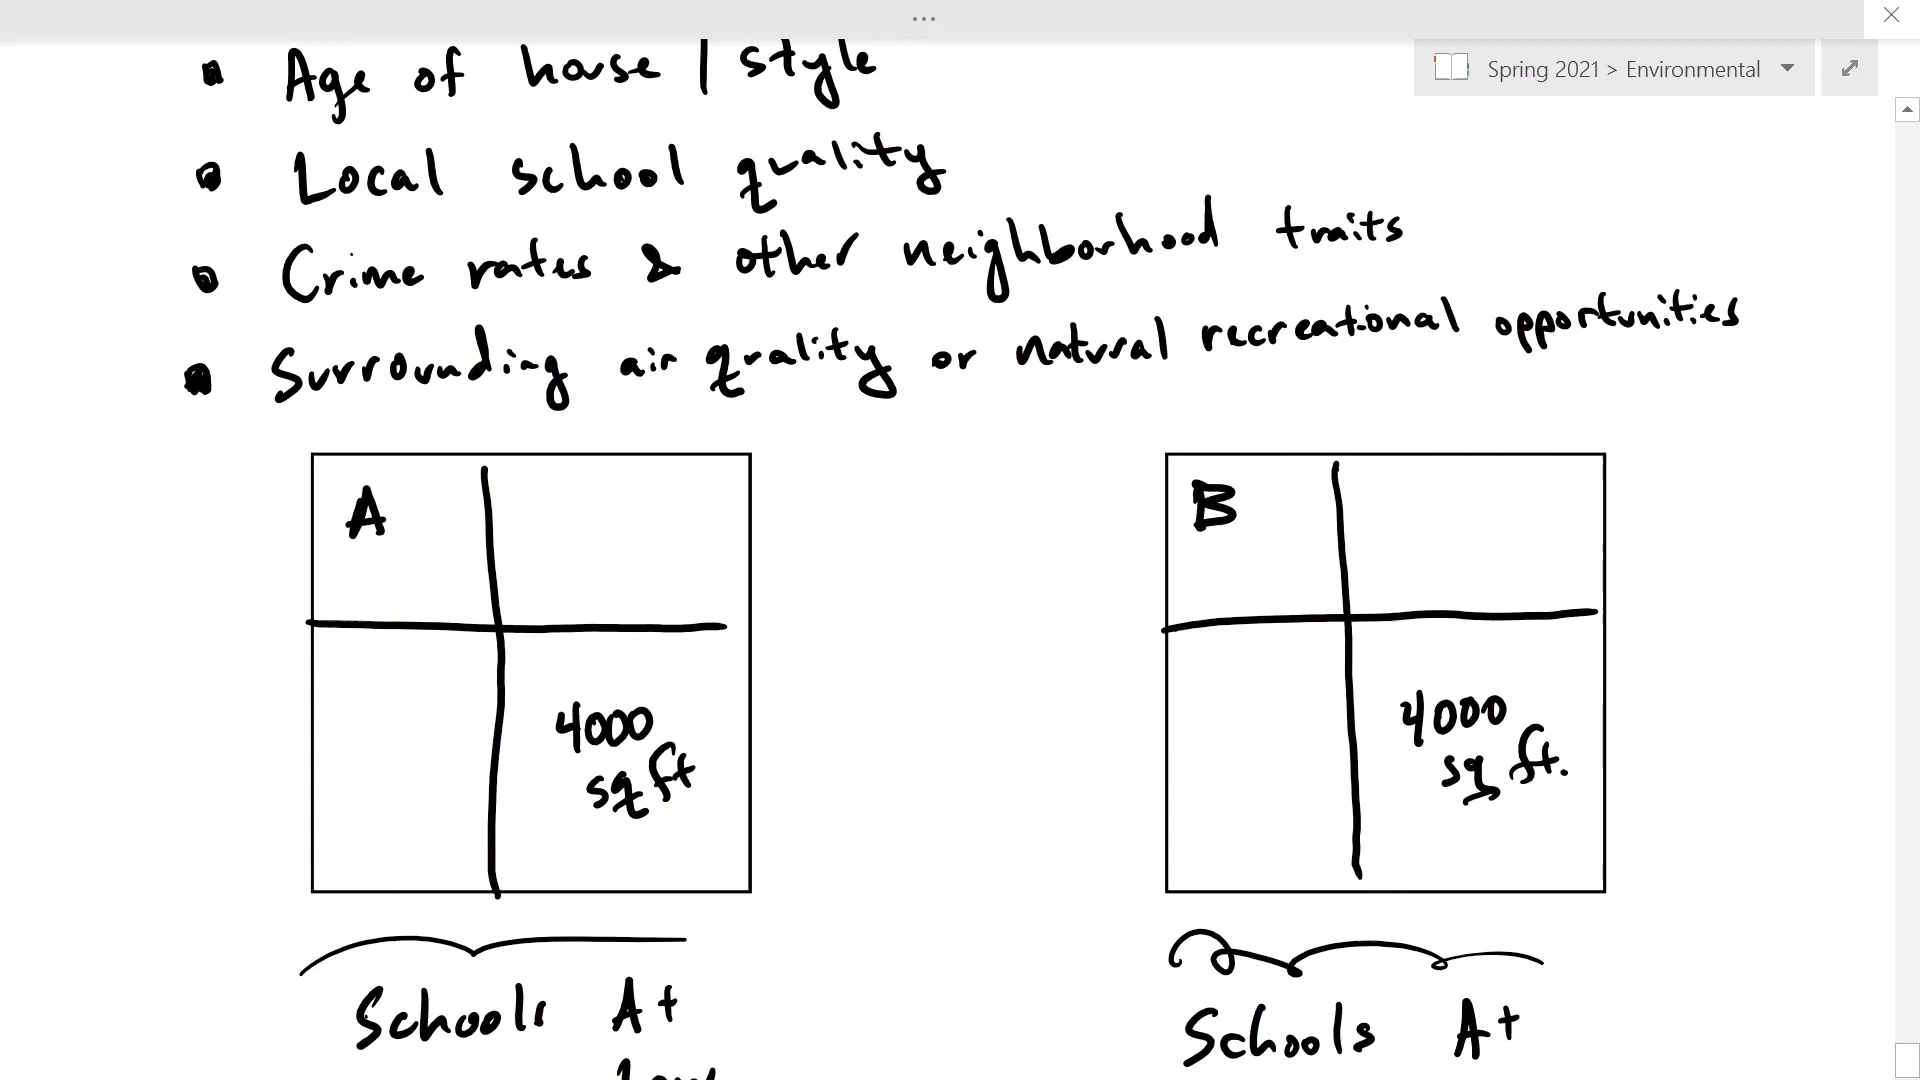 ...
Spring 2021 > Environmental
Age of house / style
Local school quality
Crime rates & other neighborhood traits
Surrounding air quality or natural recreational opportunities
A
B
4000
sq ft
4000
sq ft.
Schools A+
Schools A+